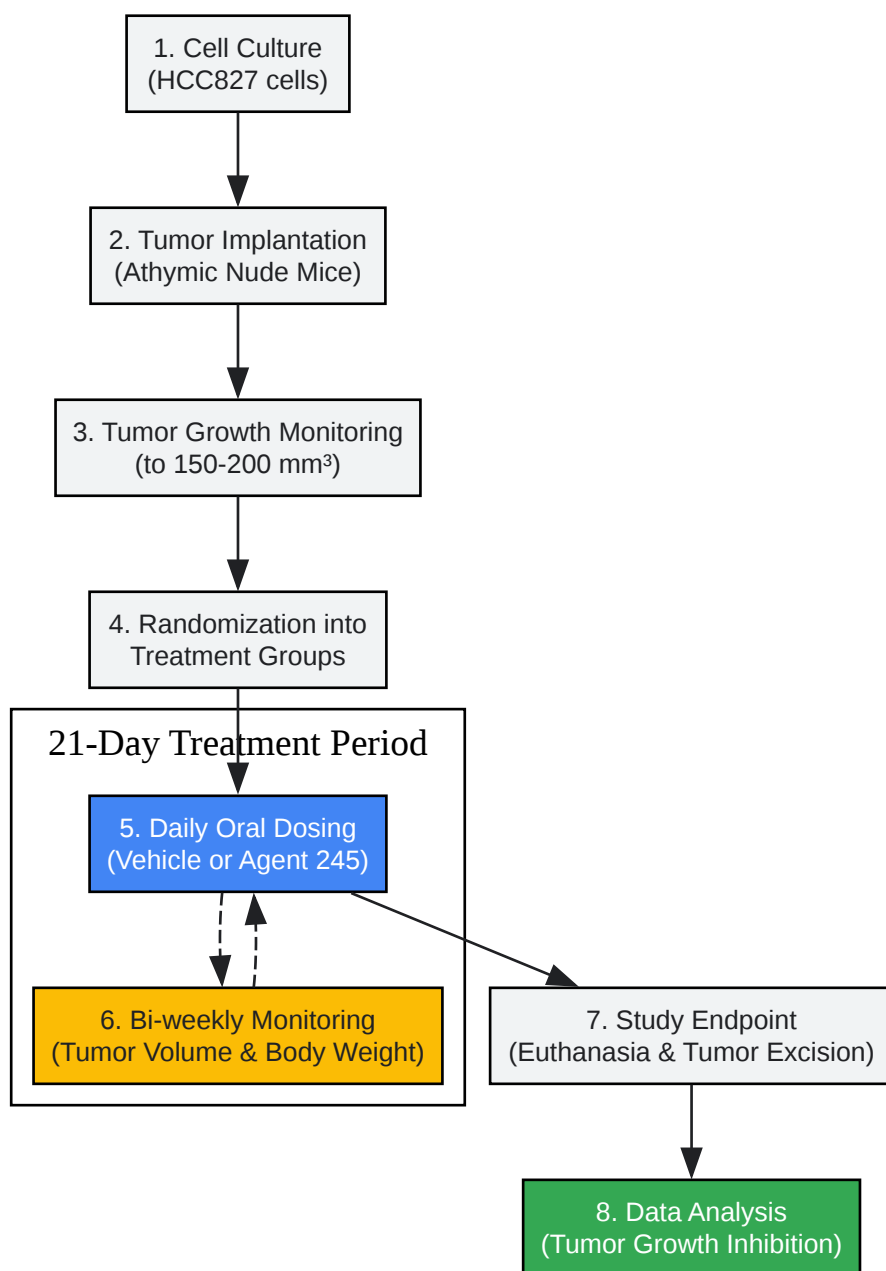 1. Cell Culture
(HCC827 cells)
2. Tumor Implantation
(Athymic Nude Mice)
3. Tumor Growth Monitoring
(to 150-200 mm³)
4. Randomization into
Treatment Groups
21-Day Treatment Period
5. Daily Oral Dosing
(Vehicle or Agent 245)
6. Bi-weekly Monitoring
(Tumor Volume & Body Weight)
7. Study Endpoint
(Euthanasia & Tumor Excision)
8. Data Analysis
(Tumor Growth Inhibition)